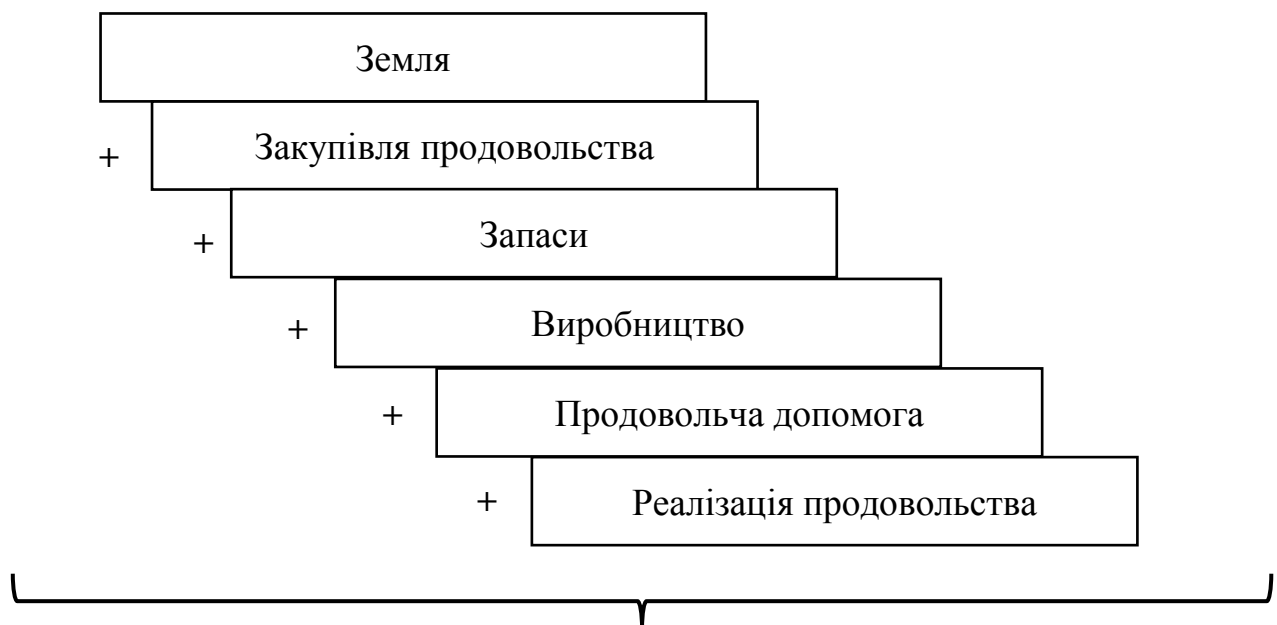 Земля
+ Закупівля продовольства
+ Запаси
+ Виробництво
+ Продовольча допомога
+ Реалізація продовольства